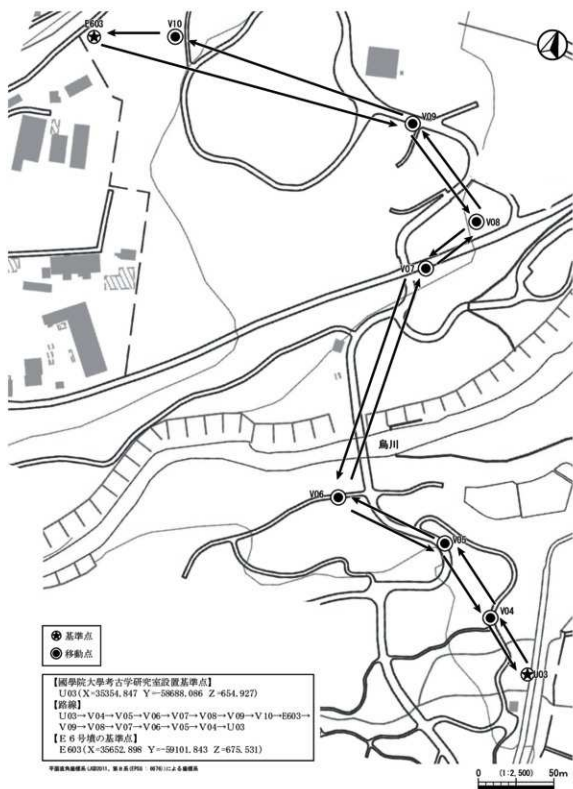 E603
V10
V09
V08
V07
鳥川
V06
V05
V04
U03
基準点
移動点
【國學院大學考古学研究室設置基準点】
U03(X=35354.847 Y=-58688.086 Z=654.927)
【路線】
U03→V04→V05→V06→V07→V08→V09→V10→E603→
V09→V08→V07→V06→V05→V04→U03
【E6号墳の基準点】
E603(X=35652.898 Y=-59101.843 Z=675.531)
0 (1:2,500) 50m